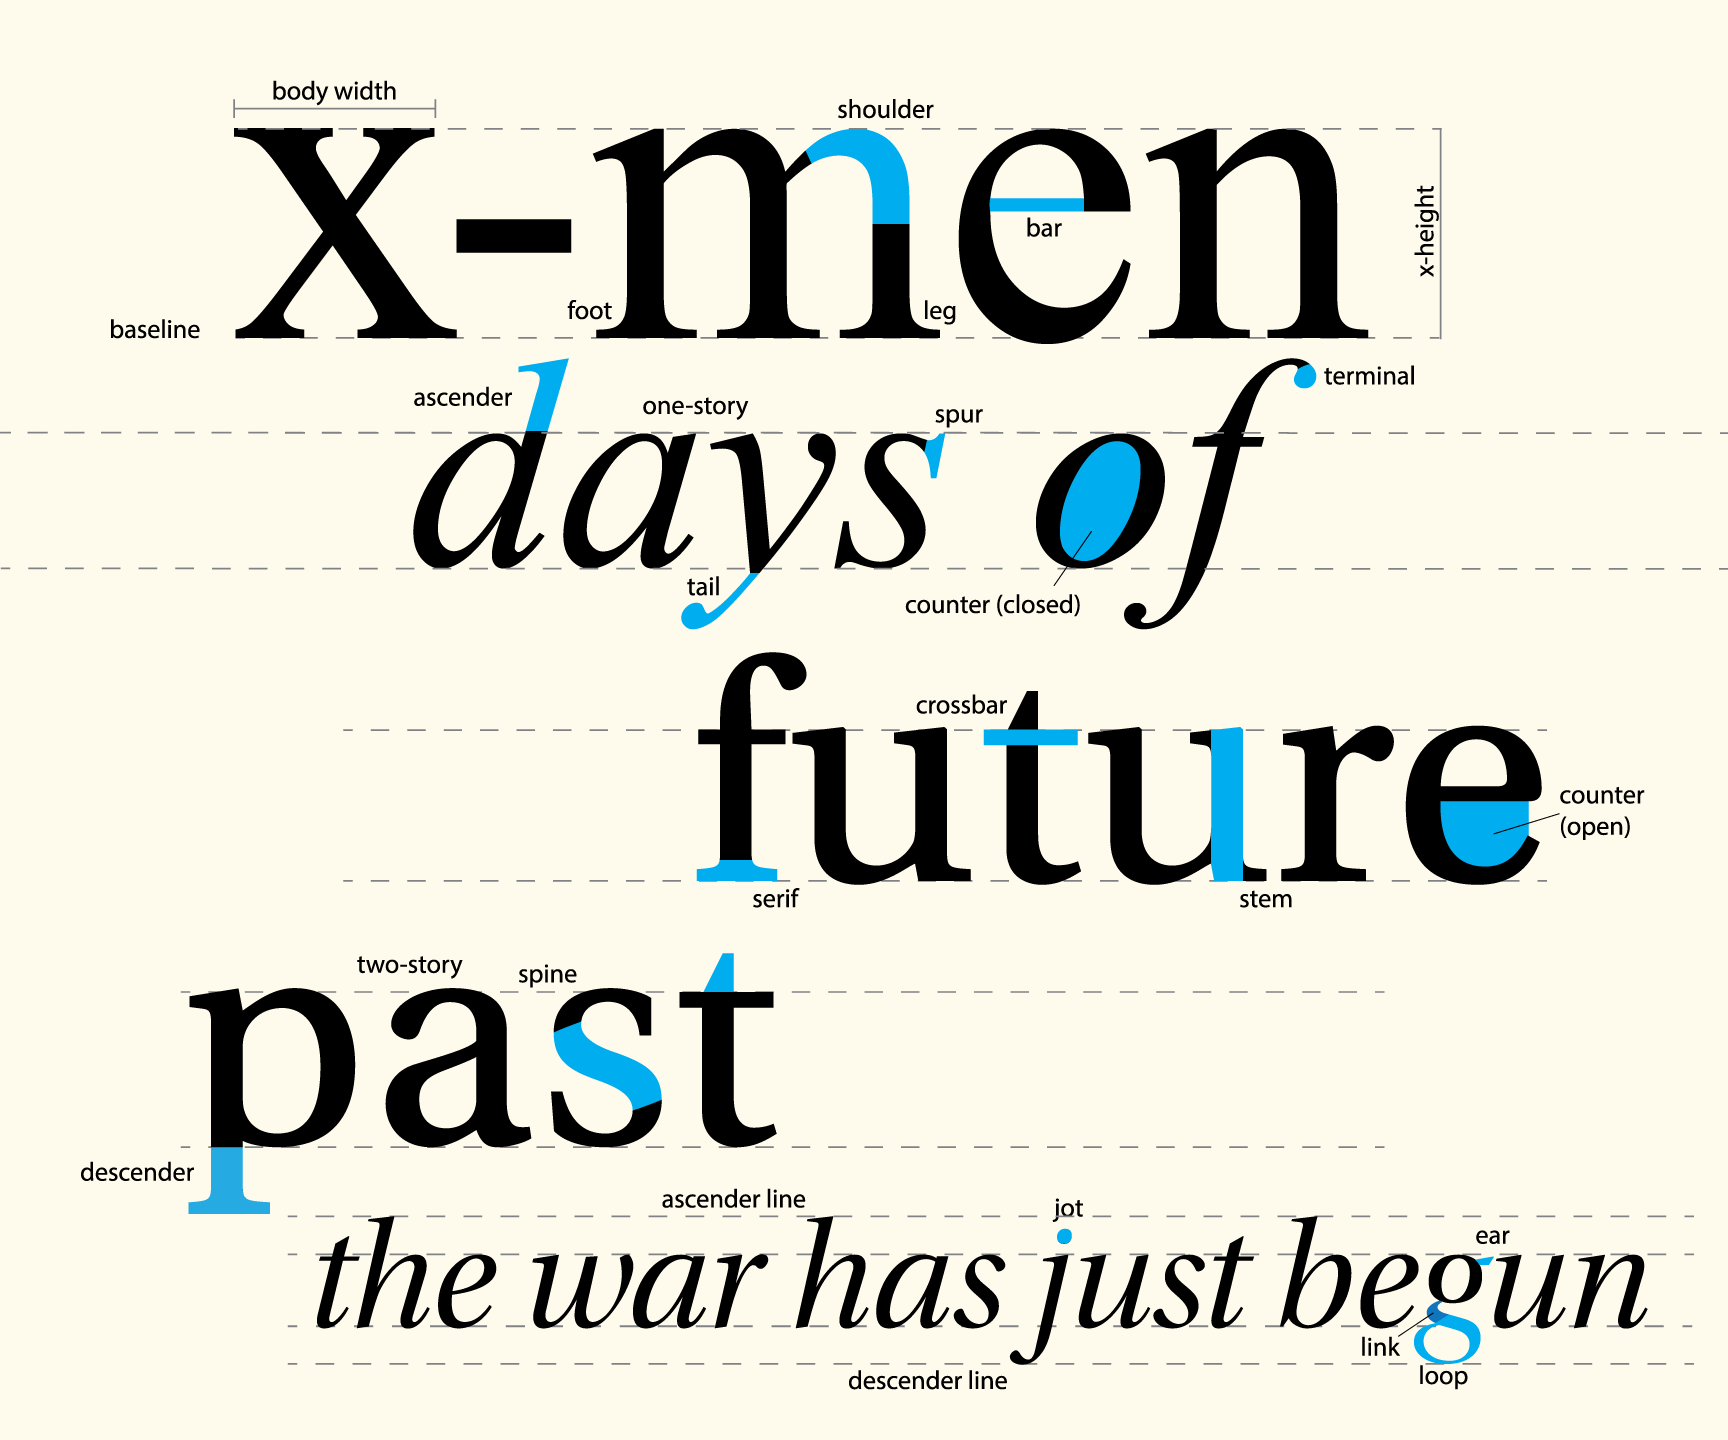 body width
shoulder
x-men
bar
x-height
foot
leg
baseline
ascender
one-story
spur
terminal
days of
tail
counter (closed)
crossbar
future
counter
(open)
serif
stem
two-story
spine
past
descender
ascender line
jot
ear
the war has just begun
link
loop
descender line